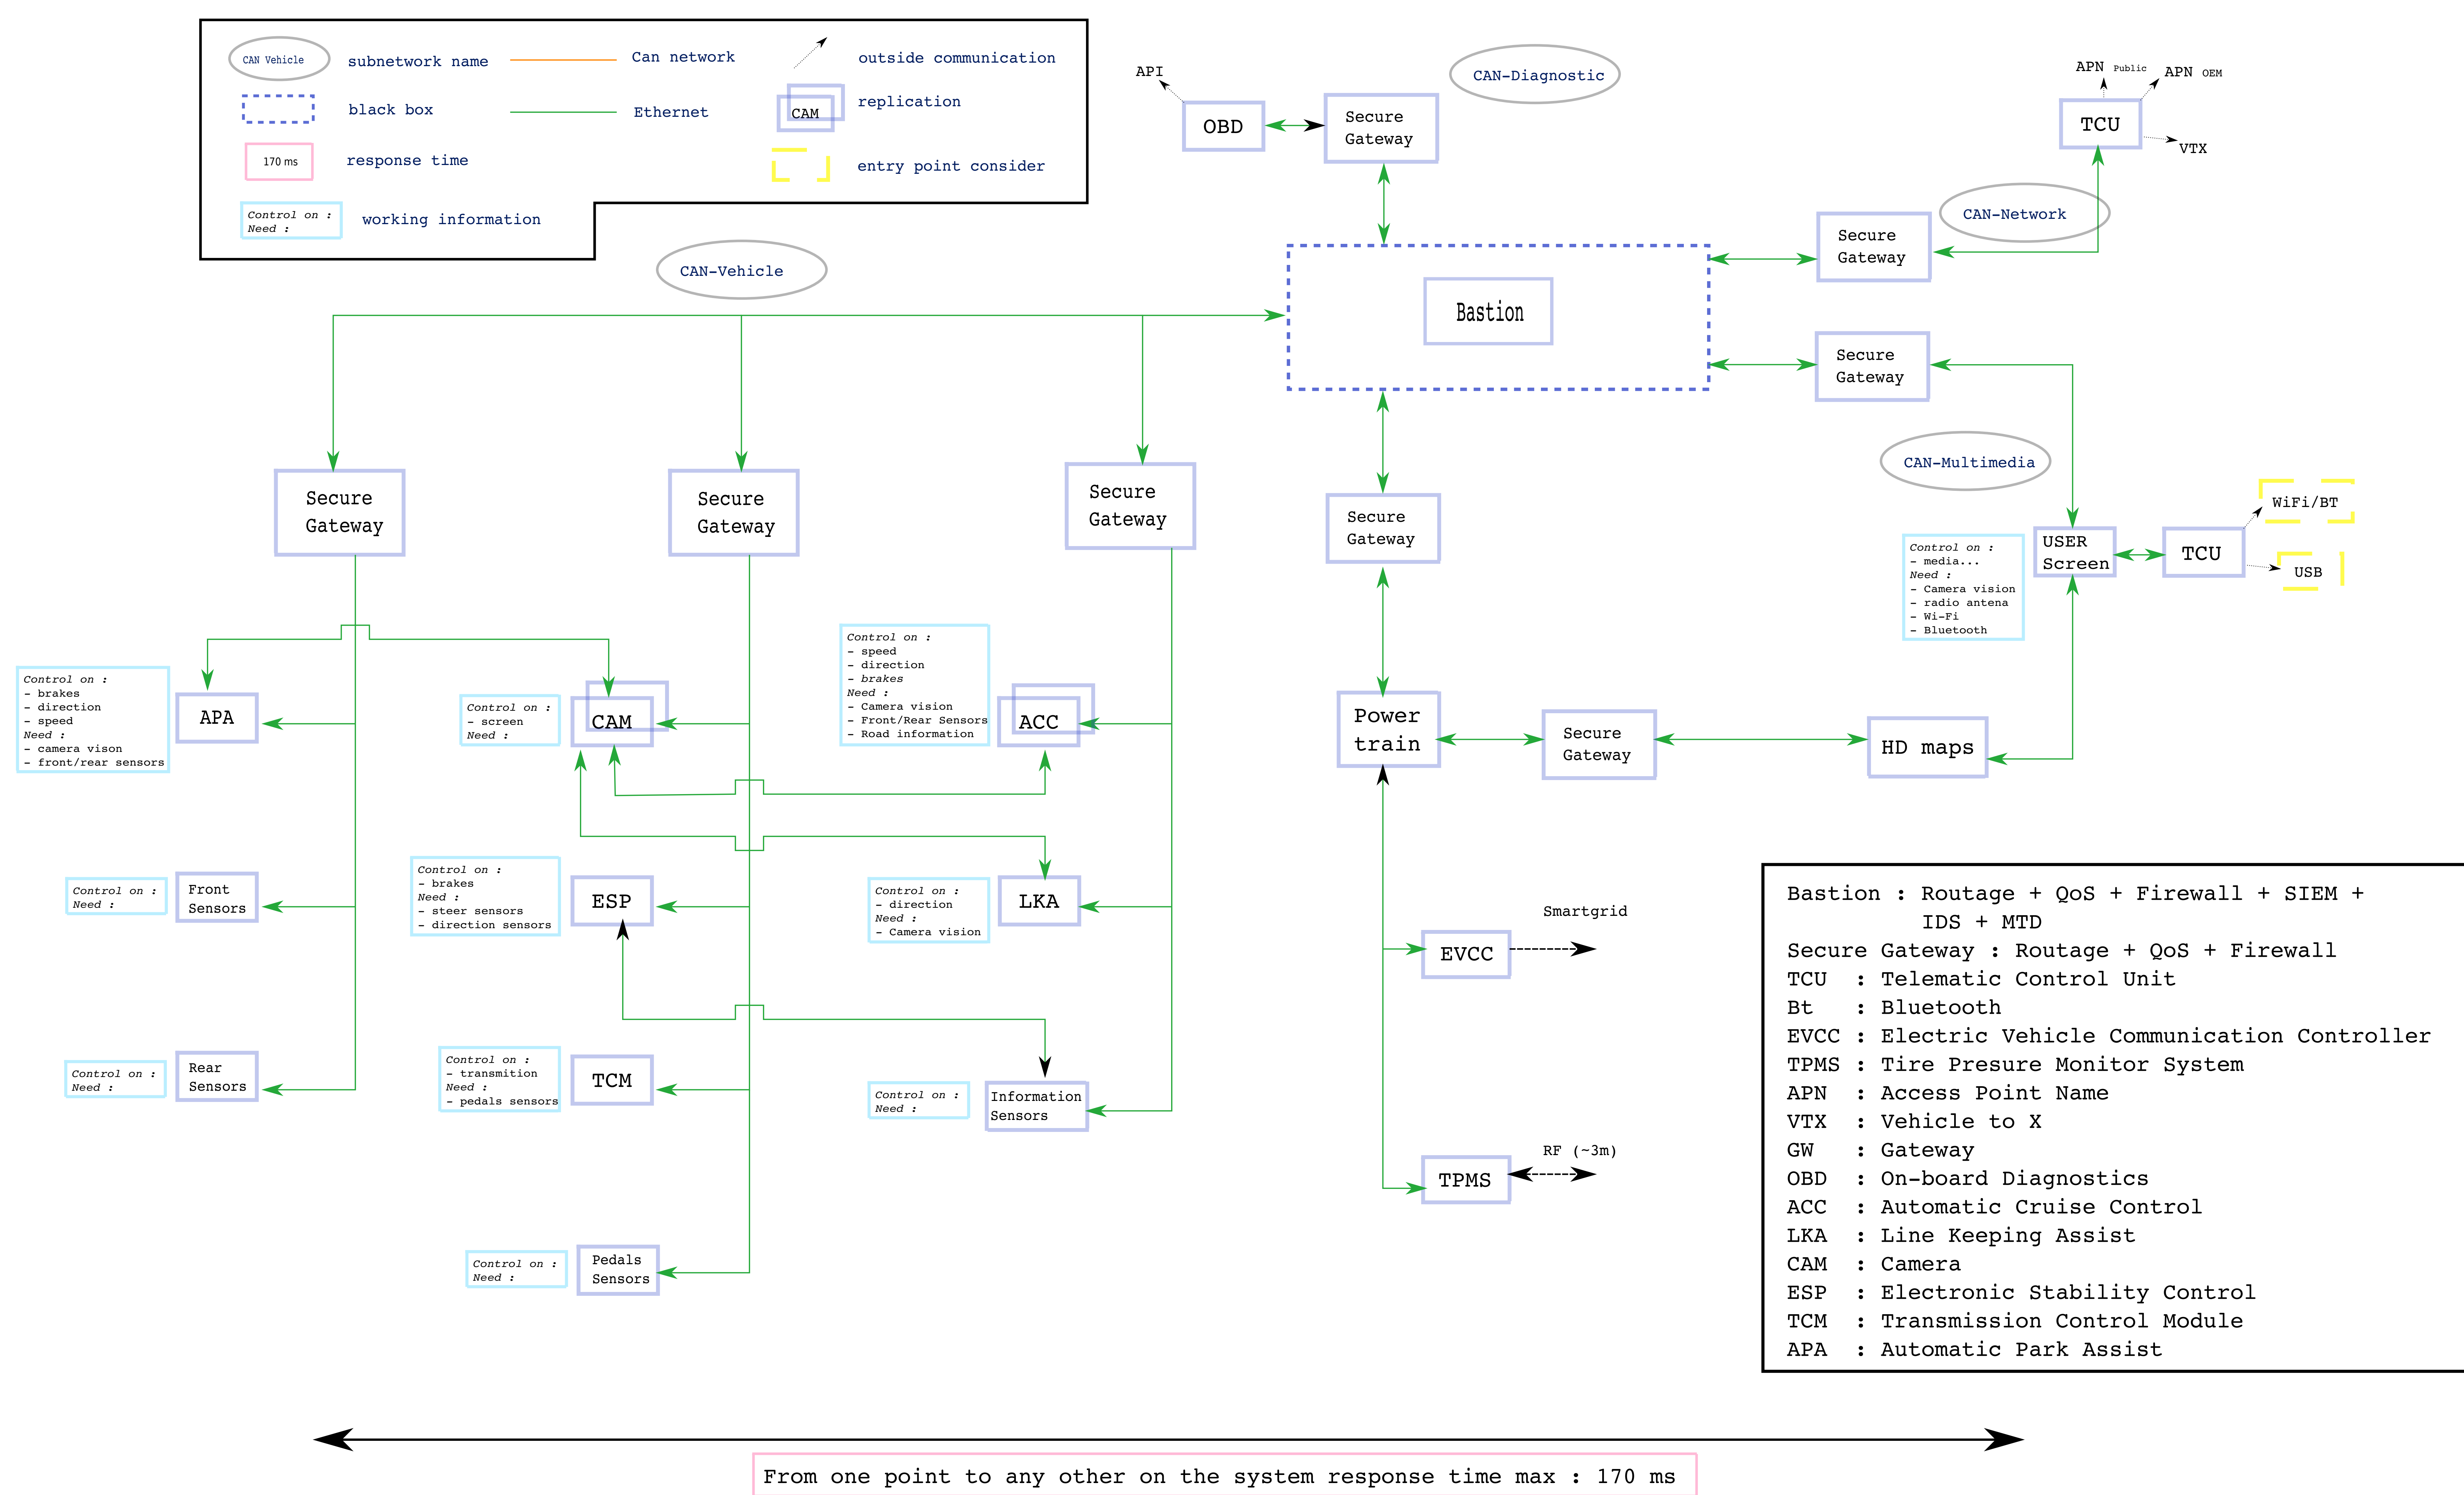 CAN Vehicle
subnetwork name
Can network
outside communication
black box
Ethernet
CAM
replication
170 ms
response time
entry point consider
Control on :
Need :
working information
CAN-Vehicle
API
OBD
Secure
Gateway
CAN-Diagnostic
APN Public
APN OEM
TCU
VTX
CAN-Network
Secure
Gateway
Bastion
Secure
Gateway
CAN-Multimedia
Secure
Gateway
Secure
Gateway
Secure
Gateway
Secure
Gateway
Control on :
- media...
Need :
- Camera vision
- radio antena
- Wi-Fi
- Bluetooth
USER
Screen
TCU
WiFi/BT
USB
Control on :
- brakes
- direction
- speed
Need :
- camera vison
- front/rear sensors
APA
Control on :
- screen
Need :
CAM
Control on :
- speed
- direction
- brakes
Need :
- Camera vision
- Front/Rear Sensors
- Road information
ACC
Power
train
Secure
Gateway
HD maps
Control on :
Need :
Front
Sensors
Control on :
- brakes
Need :
- steer sensors
- direction sensors
ESP
Control on :
- direction
Need :
- Camera vision
LKA
Smartgrid
EVCC
Control on :
Need :
Rear
Sensors
Control on :
- transmition
Need :
- pedals sensors
TCM
Control on :
Need :
Information
Sensors
RF (~3m)
TPMS
Control on :
Need :
Pedals
Sensors
Bastion : Routage + QoS + Firewall + SIEM +
IDS + MTD
Secure Gateway : Routage + QoS + Firewall
TCU : Telematic Control Unit
Bt : Bluetooth
EVCC : Electric Vehicle Communication Controller
TPMS : Tire Presure Monitor System
APN : Access Point Name
VTX : Vehicle to X
GW : Gateway
OBD : On-board Diagnostics
ACC : Automatic Cruise Control
LKA : Line Keeping Assist
CAM : Camera
ESP : Electronic Stability Control
TCM : Transmission Control Module
APA : Automatic Park Assist
From one point to any other on the system response time max : 170 ms